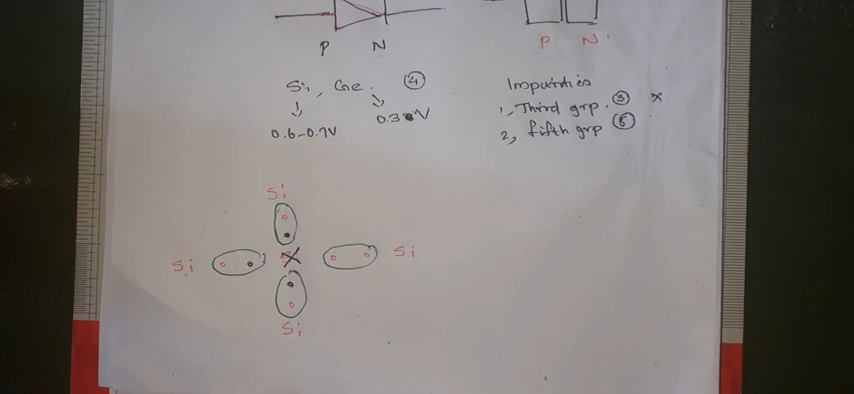 P N
P N
Si, Ge. 4
0.6-0.7V
0.3 V
Impurities
1, Third grp. 3 x
2, fifth grp 5
Si
Si X Si
Si